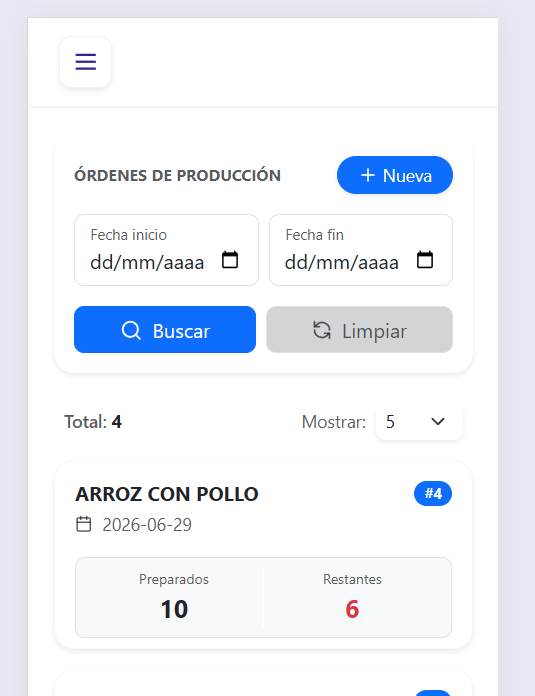 ÓRDENES DE PRODUCCIÓN
Nueva
Fecha inicio
Fecha fin
dd/mm/aaaa
dd/mm/aaaa
Buscar
Limpiar
Total: 4
Mostrar: 5
ARROZ CON POLLO
#4
2026-06-29
Preparados
Restantes
10
6